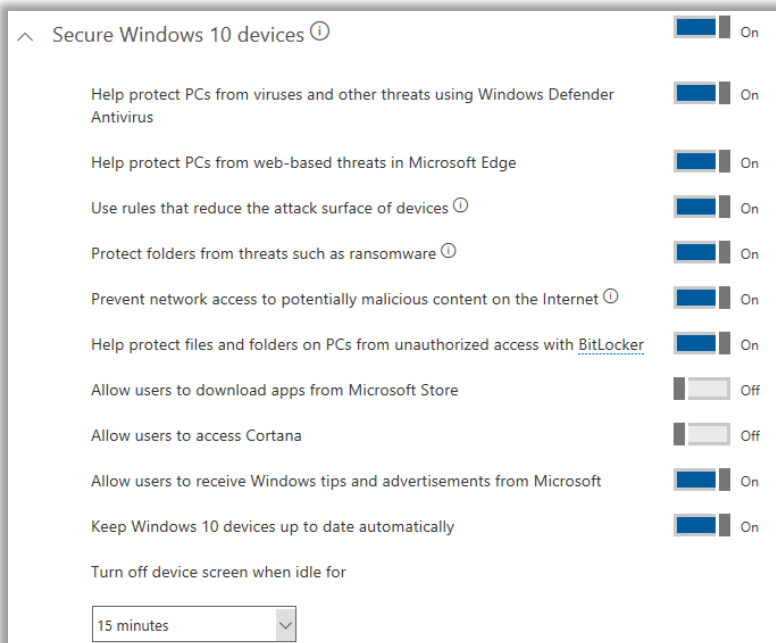 Secure Windows 10 devices
On
Help protect PCs from viruses and other threats using Windows Defender
Antivirus
On
Help protect PCs from web-based threats in Microsoft Edge
On
Use rules that reduce the attack surface of devices
On
Protect folders from threats such as ransomware
On
Prevent network access to potentially malicious content on the Internet
On
Help protect files and folders on PCs from unauthorized access with BitLocker
On
Allow users to download apps from Microsoft Store
Off
Allow users to access Cortana
Off
Allow users to receive Windows tips and advertisements from Microsoft
On
Keep Windows 10 devices up to date automatically
On
Turn off device screen when idle for
15 minutes